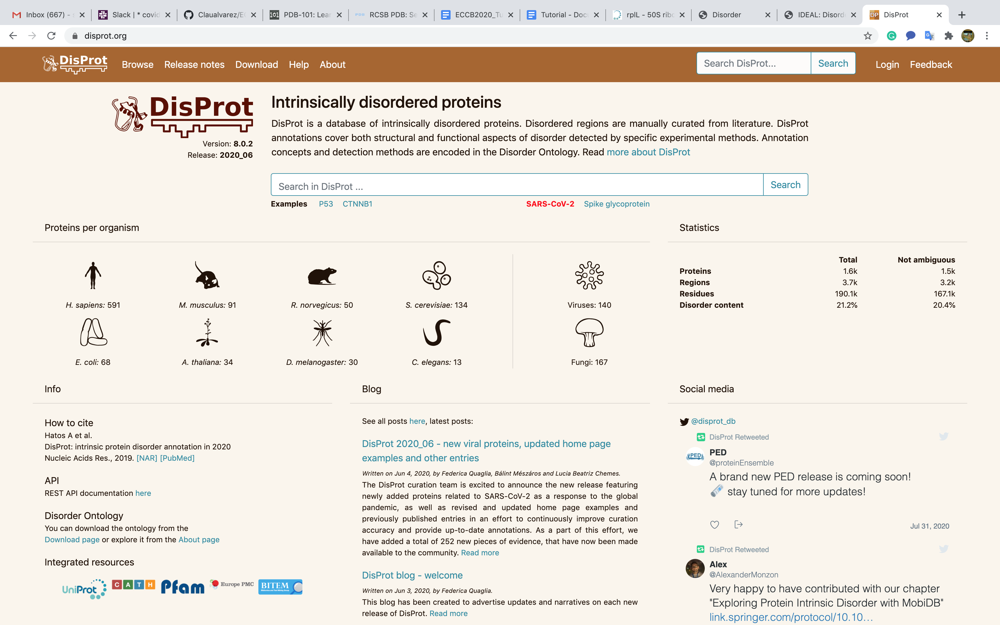 Inbox (667) - s
Slack | * covid
Claualvarez/EC
PDB-101: Lear
RCSB PDB: Se
ECCB2020_Tu
Tutorial - Docu
rplL - 50S ribo
Disorder
IDEAL: Disorde
DisProt
disprot.org
DisProt
Browse
Release notes
Download
Help
About
Search DisProt...
Search
Login
Feedback
DisProt
Version: 8.0.2
Release: 2020_06
Intrinsically disordered proteins
DisProt is a database of intrinsically disordered proteins. Disordered regions are manually curated from literature. DisProt
annotations cover both structural and functional aspects of disorder detected by specific experimental methods. Annotation
concepts and detection methods are encoded in the Disorder Ontology. Read more about DisProt
Search in DisProt ...
Search
Examples P53 CTNNB1 SARS-CoV-2 Spike glycoprotein
Proteins per organism
H. sapiens: 591
M. musculus: 91
R. norvegicus: 50
S. cerevisiae: 134
Viruses: 140
E. coli: 68
A. thaliana: 34
D. melanogaster: 30
C. elegans: 13
Fungi: 167
Statistics
Total Not ambiguous
Proteins 1.6k 1.5k
Regions 3.7k 3.2k
Residues 190.1k 167.1k
Disorder content 21.2% 20.4%
Info
How to cite
Hatos A et al.
DisProt: intrinsic protein disorder annotation in 2020
Nucleic Acids Res., 2019. [NAR] [PubMed]
API
REST API documentation here
Disorder Ontology
You can download the ontology from the
Download page or explore it from the About page
Integrated resources
UniProt
CATH
Pfam
Europe PMC
BITEM
Blog
See all posts here, latest posts:
DisProt 2020_06 - new viral proteins, updated home page
examples and other entries
Written on Jun 4, 2020, by Federica Quaglia, Bálint Mészáros and Lucia Beatriz Chemes.
The DisProt curation team is excited to announce the new release featuring
newly added proteins related to SARS-CoV-2 as a response to the global
pandemic, as well as revised and updated home page examples and
previously published entries in an effort to continuously improve curation
accuracy and provide up-to-date annotations. As a part of this effort, we
have added a total of 252 new pieces of evidence, that have now been made
available to the community. Read more
DisProt blog - welcome
Written on Jun 3, 2020, by Federica Quaglia.
This blog has been created to advertise updates and narratives on each new
release of DisProt. Read more
Social media
@disprot_db
DisProt Retweeted
PED
PED
@proteinEnsemble
A brand new PED release is coming soon!
stay tuned for more updates!
Jul 31, 2020
DisProt Retweeted
Alex
@AlexanderMonzon
Very happy to have contributed with our chapter
"Exploring Protein Intrinsic Disorder with MobiDB"
link.springer.com/protocol/10.10…